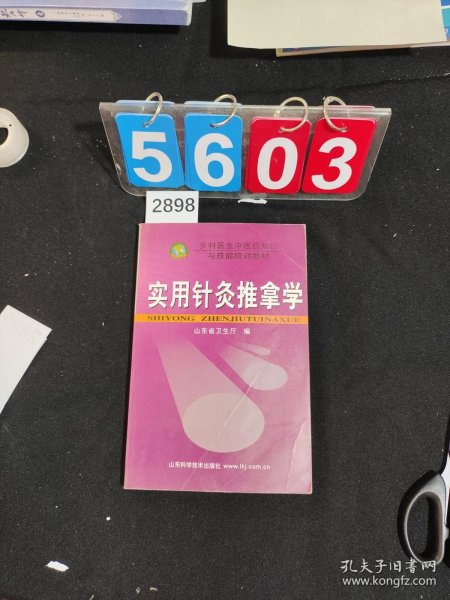 5603
2898
乡村医生中医药知识
与技能培训教材
实用针灸推拿学
SHIYONG ZHENJIUTUINAXUE
山东省卫生厅 编
山东科学技术出版社 www.lkj.com.cn
孔夫子旧书网
www.kongfz.com